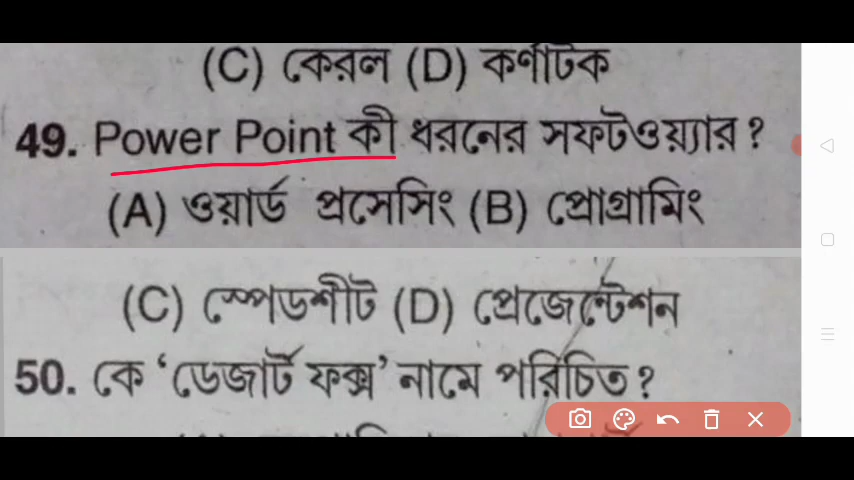 (C) কেরল (D) কর্ণাটক
49. Power Point কী ধরনের সফটওয়্যার?
(A) ওয়ার্ড প্রসেসিং (B) প্রোগ্রামিং
(C) স্প্রেডশীট (D) প্রেজেন্টেশন
50. কে ‘ডেজার্ট ফক্স’ নামে পরিচিত?